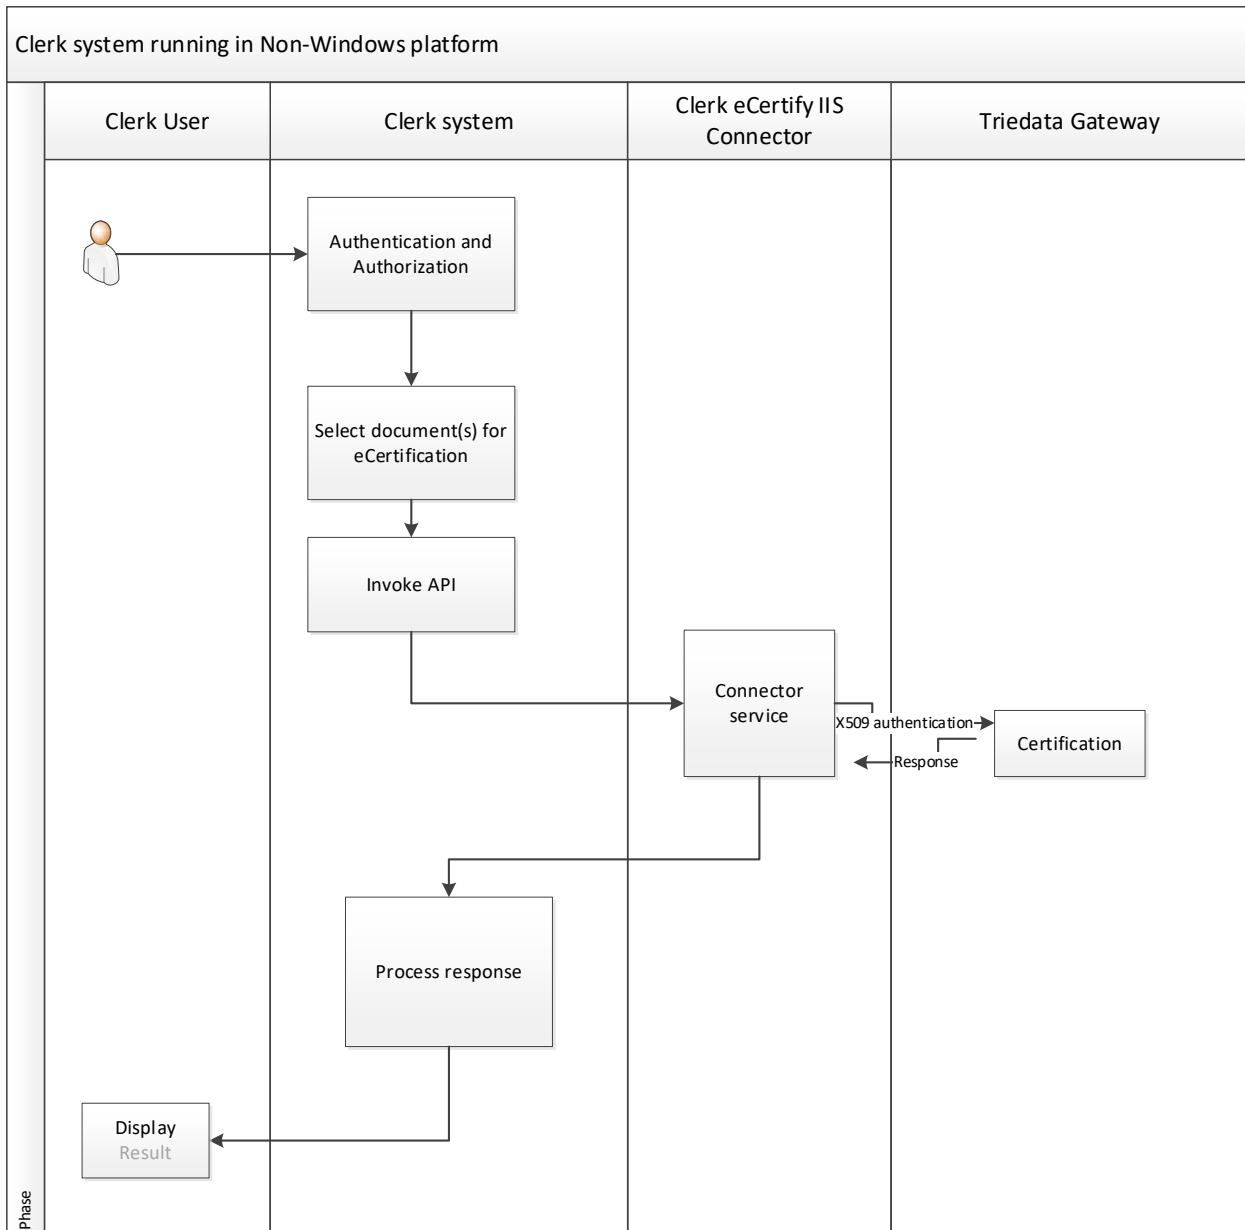 Clerk system running in Non-Windows platform
Clerk User
Clerk system
Clerk eCertify IIS
Connector
Triedata Gateway
Authentication and
Authorization
Select document(s) for
eCertification
Invoke API
Connector
service
X509 authentication
Certification
Response
Process response
Display
Result
Phase